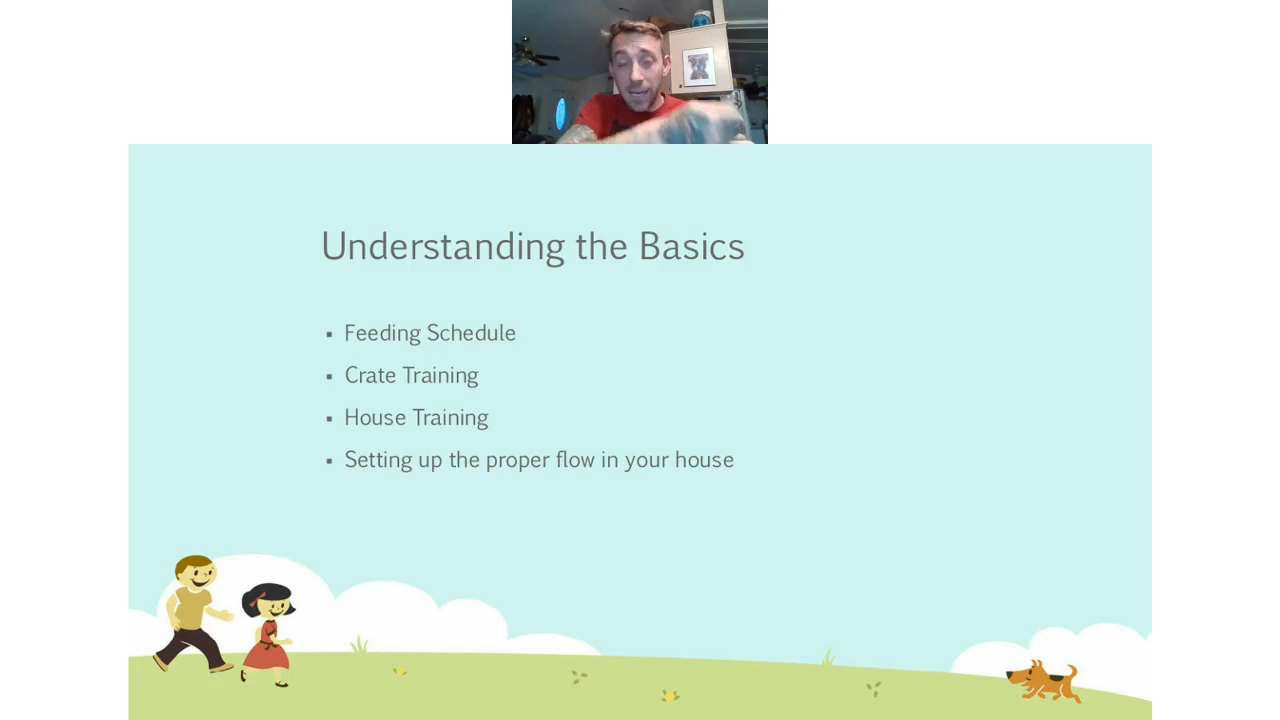 Understanding the Basics
▪ Feeding Schedule
▪ Crate Training
▪ House Training
▪ Setting up the proper flow in your house